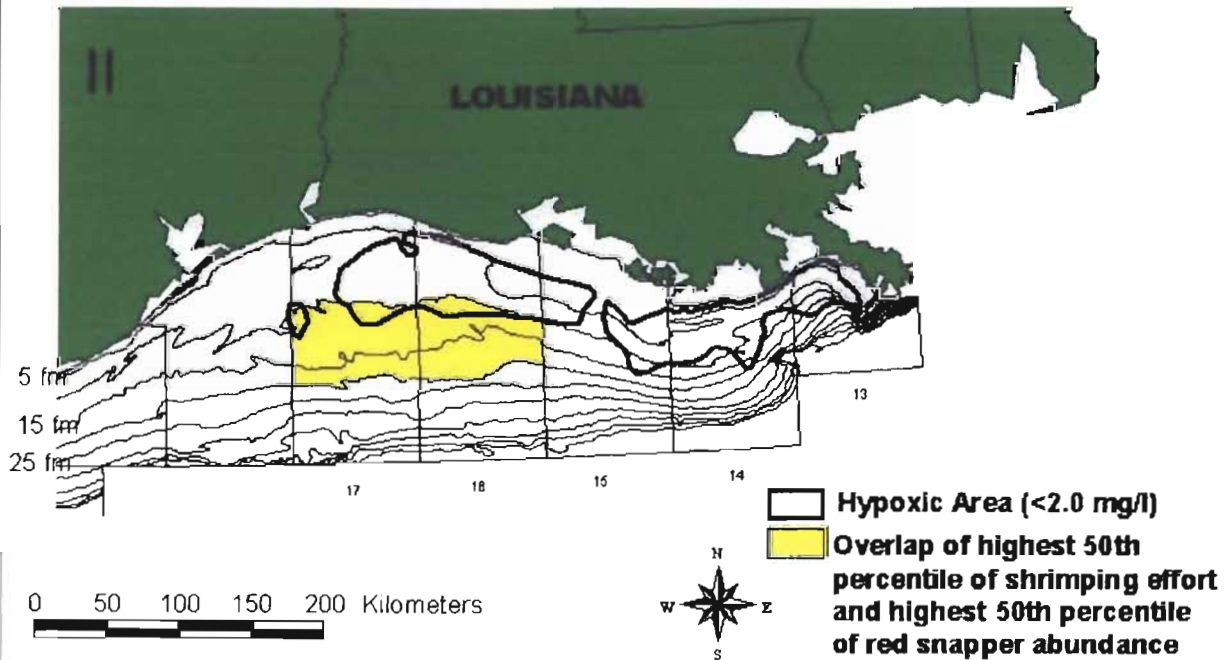 II
LOUISIANA
5 fm
15 fm
25 fm
13
14
15
16
17
Hypoxic Area (<2.0 mg/l)
Overlap of highest 50th
percentile of shrimping effort
and highest 50th percentile
of red snapper abundance
N
W
E
S
0 50 100 150 200 Kilometers